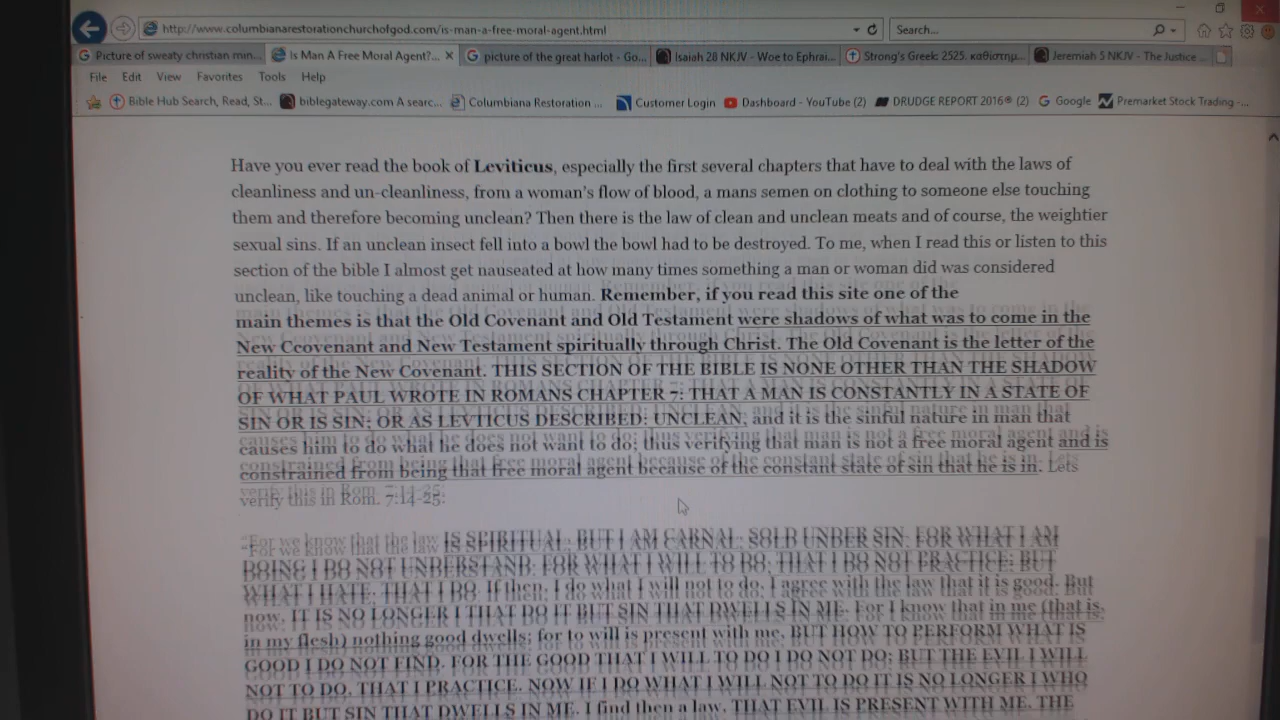 http://www.columbianarestorationchurchofgod.com/is-man-a-free-moral-agent.html
Search...
Picture of sweaty christian min...
Is Man A Free Moral Agent?...
picture of the great harlot - Go...
Isaiah 28 NKJV - Woe to Ephrai...
Strong's Greek: 2525. καθίστημ...
Jeremiah 5 NKJV - The Justice ...
File Edit View Favorites Tools Help
Bible Hub Search, Read, St...
biblegateway.com A searc...
Columbiana Restoration ...
Customer Login
Dashboard - YouTube (2)
DRUDGE REPORT 2016® (2)
Google
Premarket Stock Trading -...
Have you ever read the book of Leviticus, especially the first several chapters that have to deal with the laws of
cleanliness and un-cleanliness, from a woman's flow of blood, a mans semen on clothing to someone else touching
them and therefore becoming unclean? Then there is the law of clean and unclean meats and of course, the weightier
sexual sins. If an unclean insect fell into a bowl the bowl had to be destroyed. To me, when I read this or listen to this
section of the bible I almost get nauseated at how many times something a man or woman did was considered
unclean, like touching a dead animal or human. Remember, if you read this site one of the
main themes is that the Old Covenant and Old Testament were shadows of what was to come in the
New Ccovenant and New Testament spiritually through Christ. The Old Covenant is the letter of the
reality of the New Covenant. THIS SECTION OF THE BIBLE IS NONE OTHER THAN THE SHADOW
OF WHAT PAUL WROTE IN ROMANS CHAPTER 7: THAT A MAN IS CONSTANTLY IN A STATE OF
SIN OR IS SIN; OR AS LEVTICUS DESCRIBED: UNCLEAN, and it is the sinful nature in man that
causes him to do what he does not want to do; thus verifying that man is not a free moral agent and is
constrained from being that free moral agent because of the constant state of sin that he is in. Lets
verify this in Rom. 7:14-25:
"For we know that the law IS SPIRITUAL, BUT I AM CARNAL, SOLD UNDER SIN. FOR WHAT I AM
DOING I DO NOT UNDERSTAND. FOR WHAT I WILL TO DO, THAT I DO NOT PRACTICE; BUT
WHAT I HATE, THAT I DO. If then, I do what I will not to do, I agree with the law that it is good. But
now, IT IS NO LONGER I THAT DO IT BUT SIN THAT DWELLS IN ME. For I know that in me (that is,
in my flesh) nothing good dwells; for to will is present with me, BUT HOW TO PERFORM WHAT IS
GOOD I DO NOT FIND. FOR THE GOOD THAT I WILL TO DO I DO NOT DO; BUT THE EVIL I WILL
NOT TO DO, THAT I PRACTICE. NOW IF I DO WHAT I WILL NOT TO DO IT IS NO LONGER I WHO
DO IT BUT SIN THAT DWELLS IN ME. I find then a law, THAT EVIL IS PRESENT WITH ME, THE